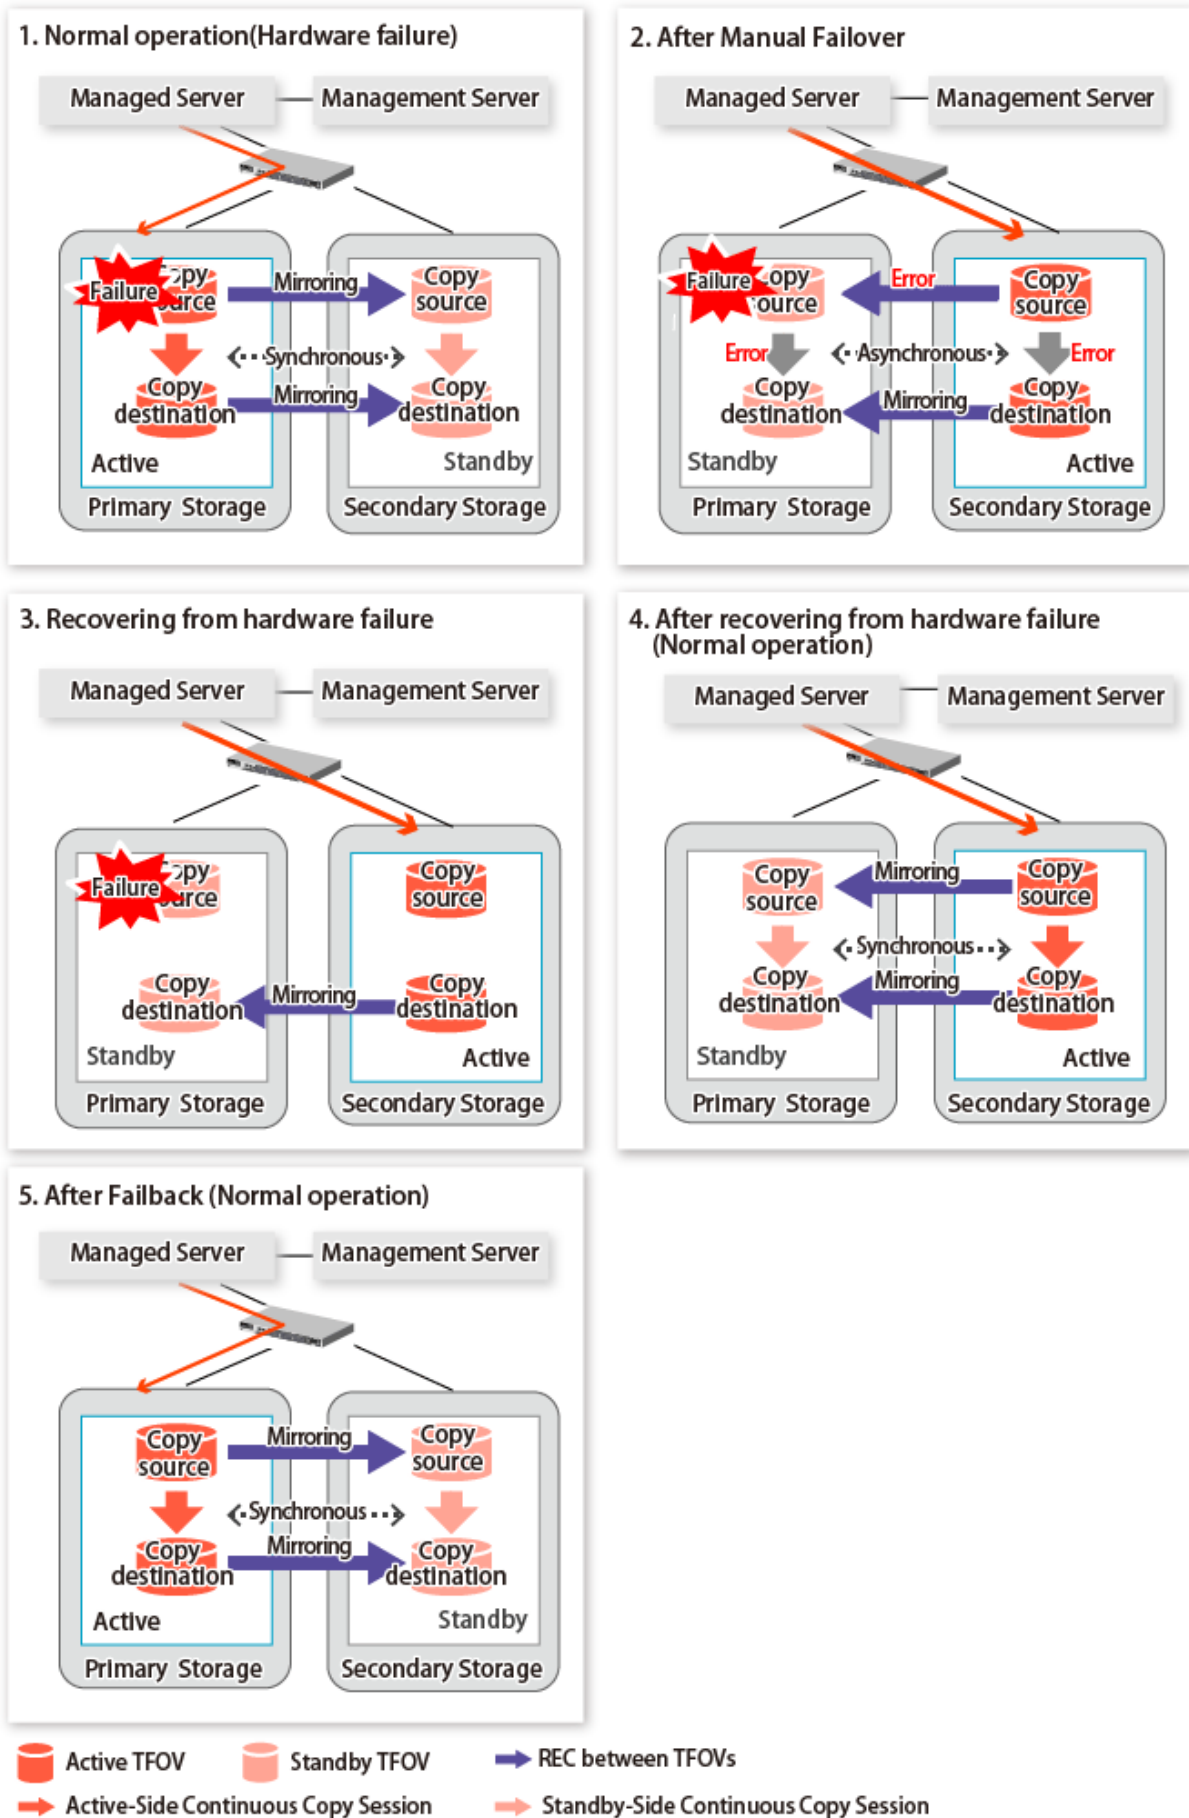 1. Normal operation(Hardware failure)
Managed Server
Management Server
Failure
Copy
source
Mirroring
Copy
source
Synchronous
Copy
destination
Mirroring
Copy
destination
Active
Standby
Primary Storage
Secondary Storage
2. After Manual Failover
Managed Server
Management Server
Failure
opy
source
Error
Copy
source
Error
Asynchronous
Error
Copy
destination
Mirroring
Copy
destination
Standby
Active
Primary Storage
Secondary Storage
3. Recovering from hardware failure
Managed Server
Management Server
Failure
Copy
source
Copy
source
Copy
destination
Mirroring
Copy
destination
Standby
Active
Primary Storage
Secondary Storage
4. After recovering from hardware failure
(Normal operation)
Managed Server
Management Server
Copy
source
Mirroring
Copy
source
Synchronous
Copy
destination
Mirroring
Copy
destination
Standby
Active
Primary Storage
Secondary Storage
5. After Failback (Normal operation)
Managed Server
Management Server
Copy
source
Mirroring
Copy
source
Synchronous
Copy
destination
Mirroring
Copy
destination
Active
Standby
Primary Storage
Secondary Storage
Active TFOV
Standby TFOV
REC between TFOVs
Active-Side Continuous Copy Session
Standby-Side Continuous Copy Session